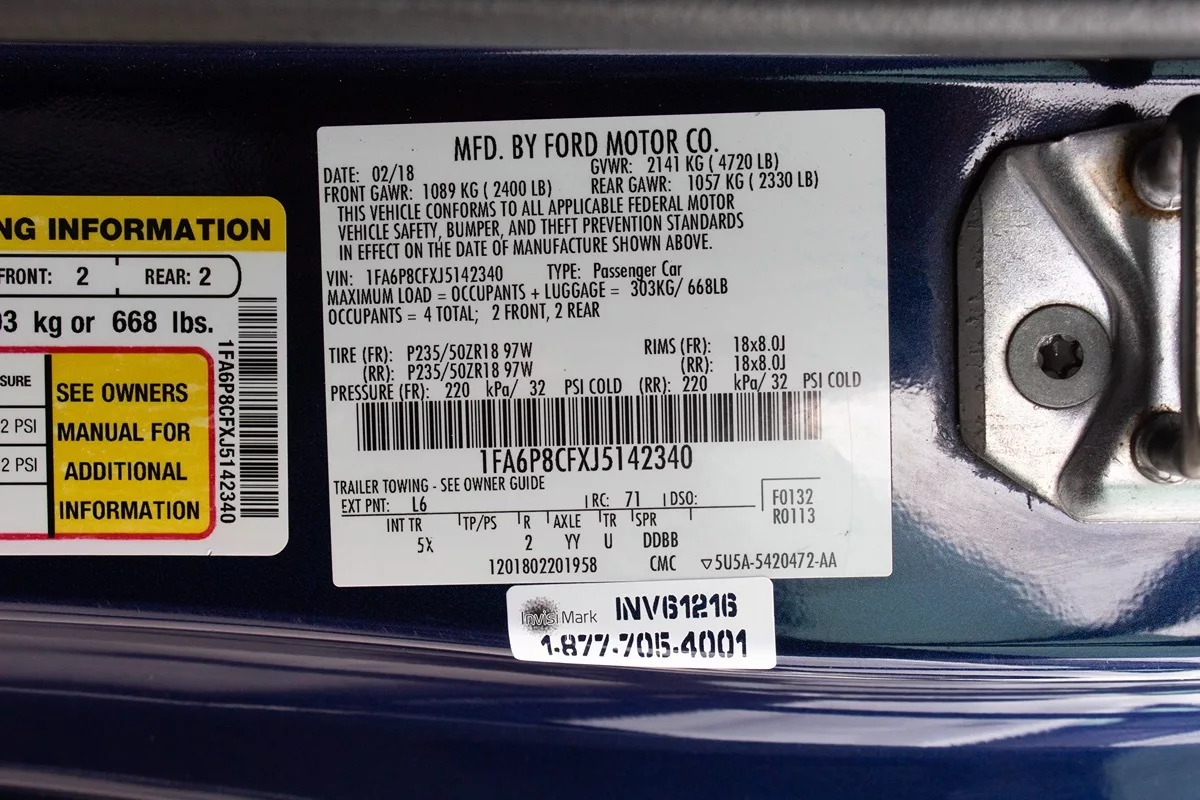 NG INFORMATION
FRONT: 2 REAR: 2
03 kg or 668 lbs.
SURE
2 PSI
2 PSI
SEE OWNERS
MANUAL FOR
ADDITIONAL
INFORMATION
1FA6P8CFXJ5142340
MFD. BY FORD MOTOR CO.
DATE: 02/18 GVWR: 2141 KG ( 4720 LB)
FRONT GAWR: 1089 KG ( 2400 LB) REAR GAWR: 1057 KG ( 2330 LB)
THIS VEHICLE CONFORMS TO ALL APPLICABLE FEDERAL MOTOR
VEHICLE SAFETY, BUMPER, AND THEFT PREVENTION STANDARDS
IN EFFECT ON THE DATE OF MANUFACTURE SHOWN ABOVE.
VIN: 1FA6P8CFXJ5142340 TYPE: Passenger Car
MAXIMUM LOAD = OCCUPANTS + LUGGAGE = 303KG/ 668LB
OCCUPANTS = 4 TOTAL; 2 FRONT, 2 REAR
TIRE (FR): P235/50ZR18 97W RIMS (FR): 18x8.0J
(RR): P235/50ZR18 97W (RR): 18x8.0J
PRESSURE (FR): 220 kPa/ 32 PSI COLD (RR): 220 kPa/ 32 PSI COLD
1FA6P8CFXJ5142340
TRAILER TOWING - SEE OWNER GUIDE
EXT PNT: L6 RC: 71 DSO: F0132
R0113
INT TR TP/PS R AXLE TR SPR
5X 2 YY U DDBB
1201802201958 CMC ▽5U5A-5420472-AA
InvisiMark INV61216
1-877-705-4001